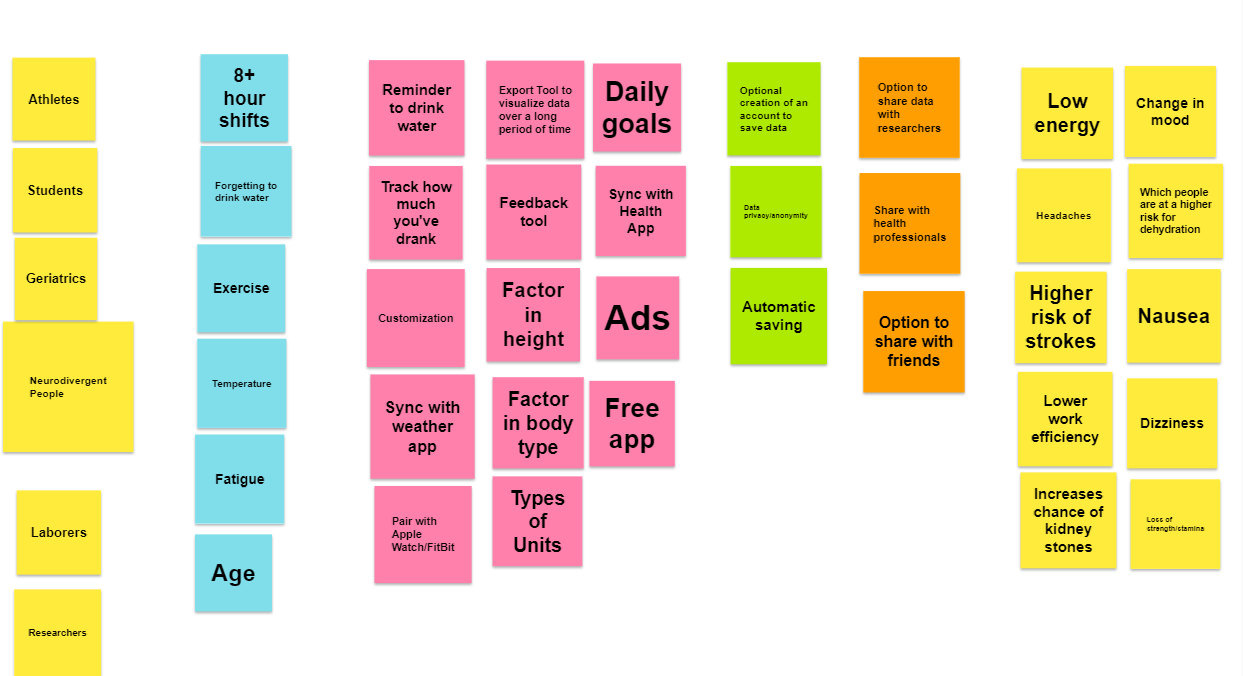 Athletes
Students
Geriatrics
Neurodivergent
People
Laborers
Researchers
8+
hour
shifts
Forgetting to
drink water
Exercise
Temperature
Fatigue
Age
Reminder
to drink
water
Track how
much
you've
drank
Customization
Sync with
weather
app
Pair with
Apple
Watch/FitBit
Export Tool to
visualize data
over a long
period of time
Feedback
tool
Factor
in
height
Factor
in body
type
Types
of
Units
Daily
goals
Sync with
Health
App
Ads
Free
app
Optional
creation of an
account to
save data
Data
privacy/anonymity
Automatic
saving
Option to
share data
with
researchers
Share with
health
professionals
Option to
share with
friends
Low
energy
Headaches
Higher
risk of
strokes
Lower
work
efficiency
Increases
chance of
kidney
stones
Change in
mood
Which people
are at a higher
risk for
dehydration
Nausea
Dizziness
Loss of
strength/stamina